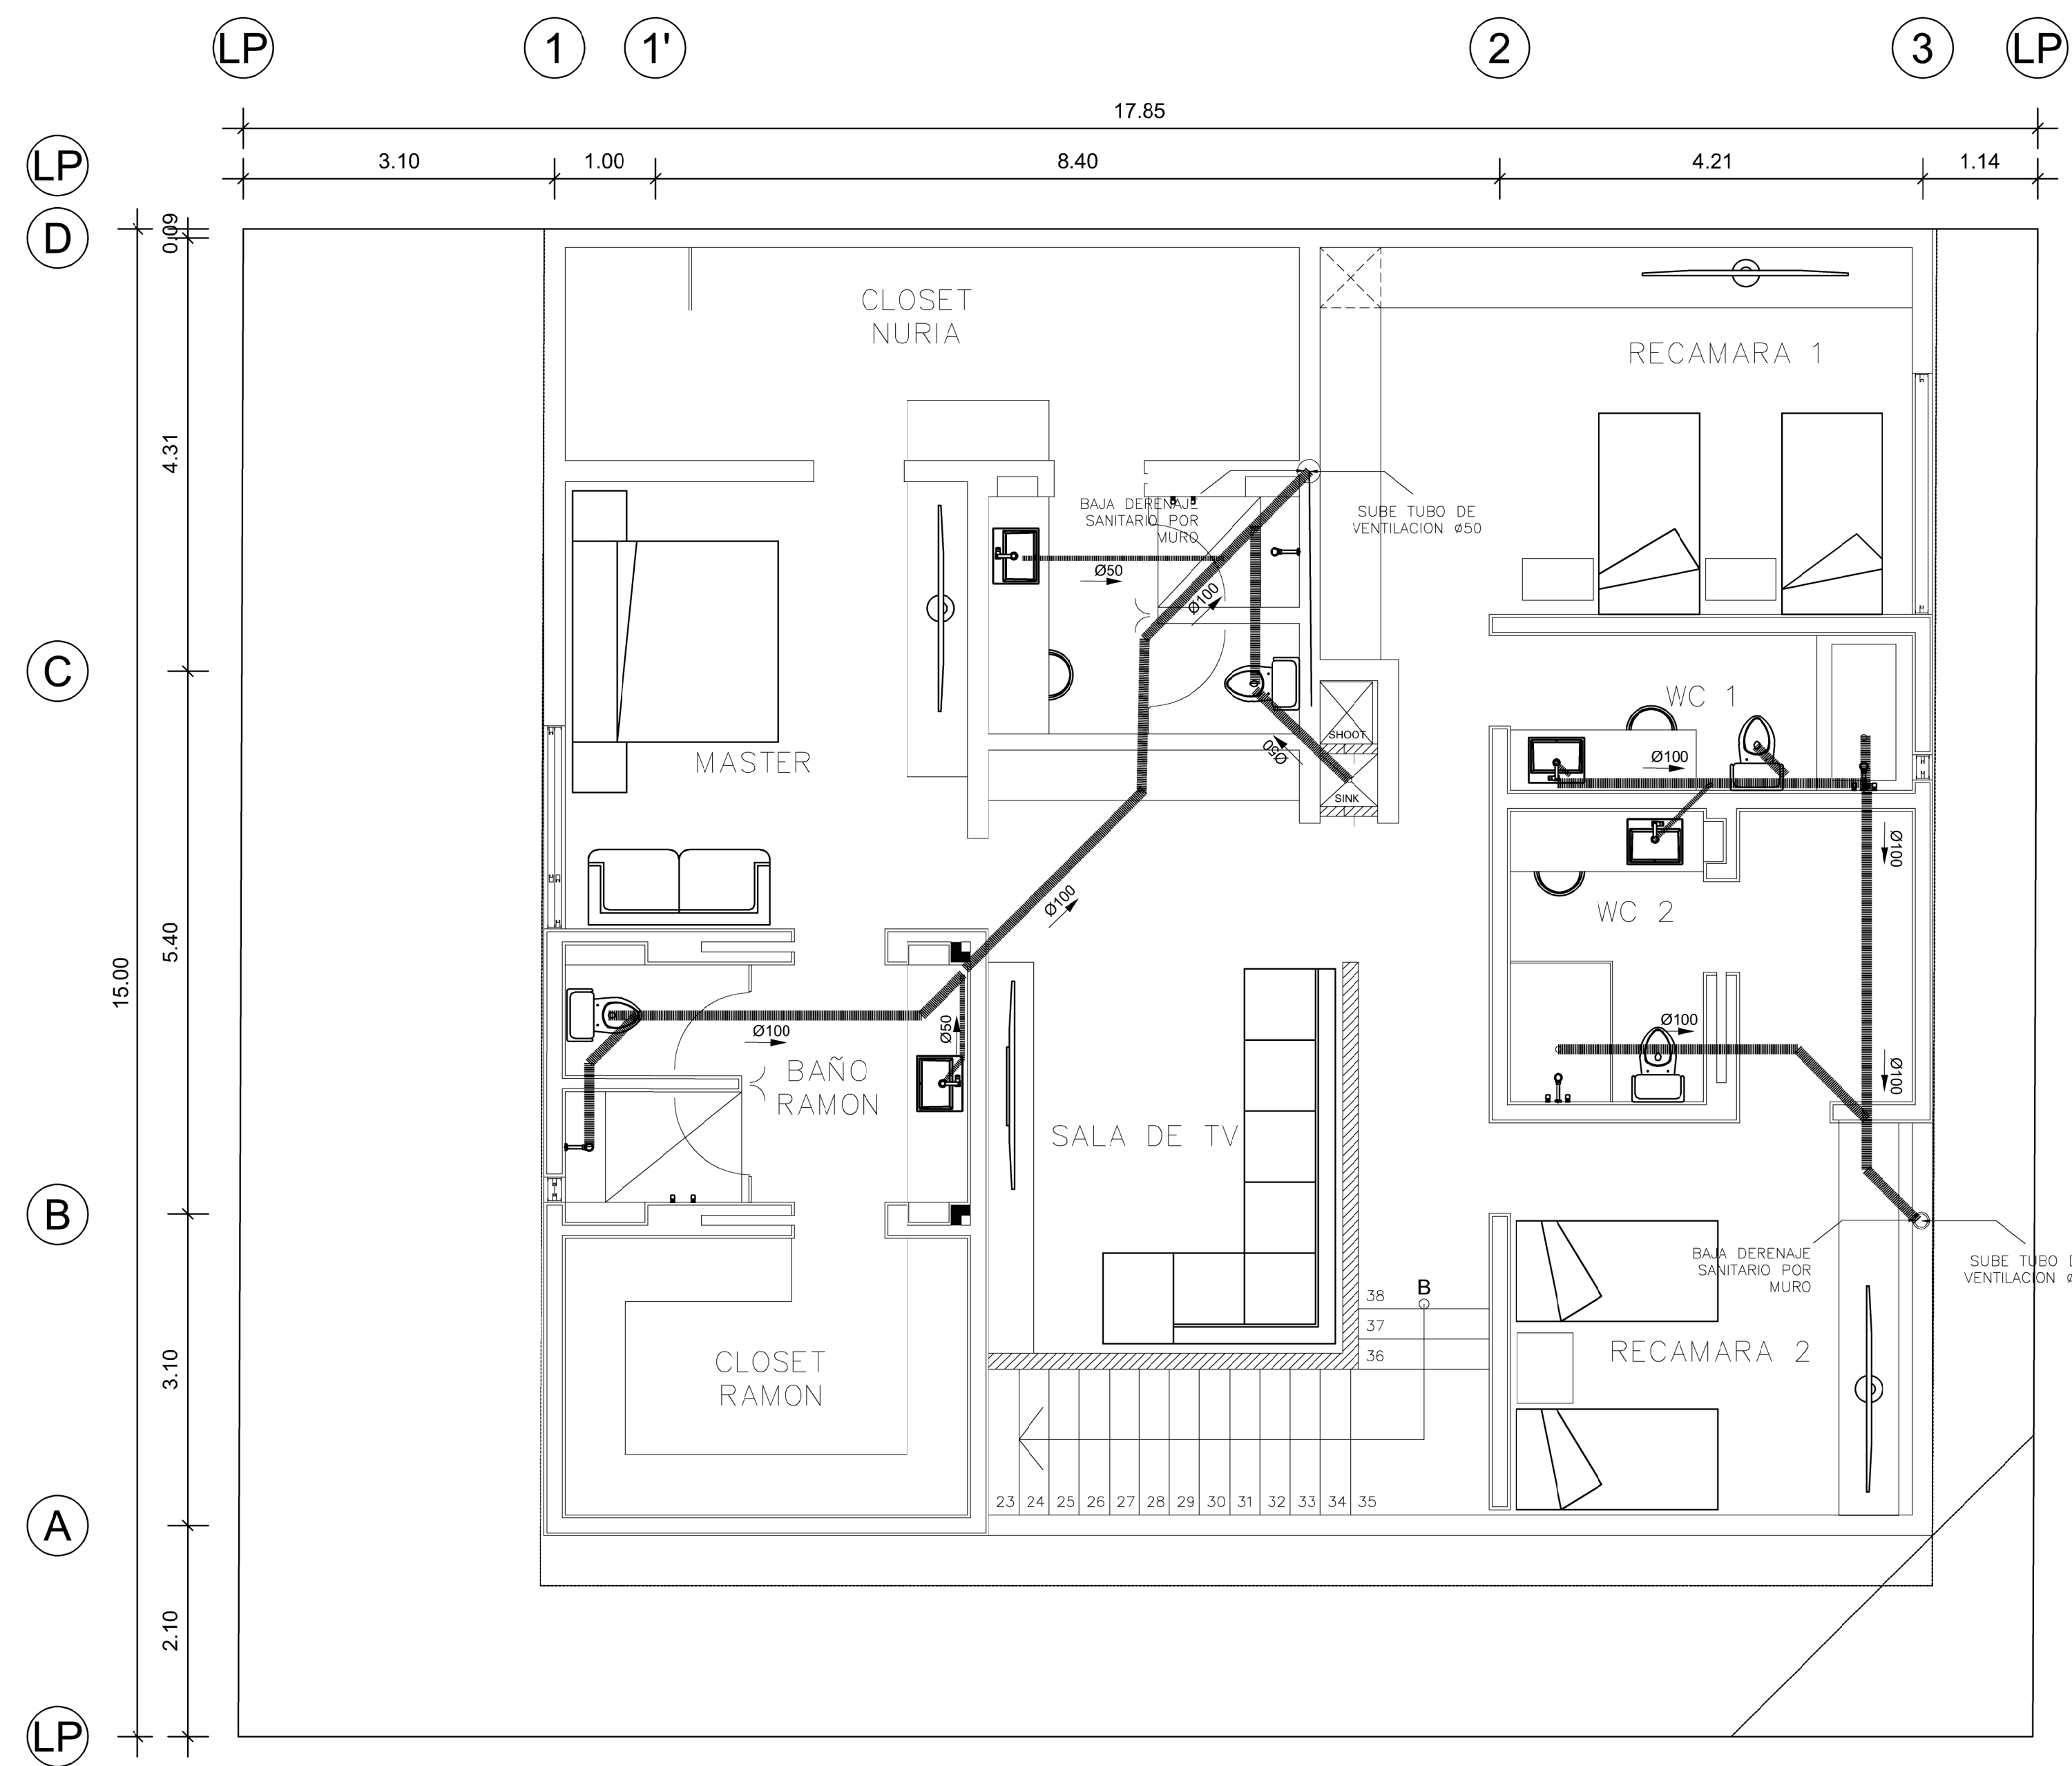 LP
1
1'
2
3
LP
17.85
3.10
1.00
8.40
4.21
1.14
LP
D
C
B
A
LP
0.09
4.31
5.40
3.10
2.10
15.00
CLOSET
NURIA
RECAMARA 1
BAJA DERENAJE
SANITARIO POR
MURO
SUBE TUBO DE
VENTILACION ø50
Ø50
Ø100
MASTER
SHOOT
Ø50
SINK
WC 1
Ø100
Ø100
WC 2
Ø100
Ø100
Ø50
Ø100
BAÑO
RAMON
Ø100
Ø100
SALA DE TV
BAJA DERENAJE
SANITARIO POR
MURO
SUBE TUBO
VENTILACION
B
38
37
36
CLOSET
RAMON
RECAMARA 2
23 24 25 26 27 28 29 30 31 32 33 34 35